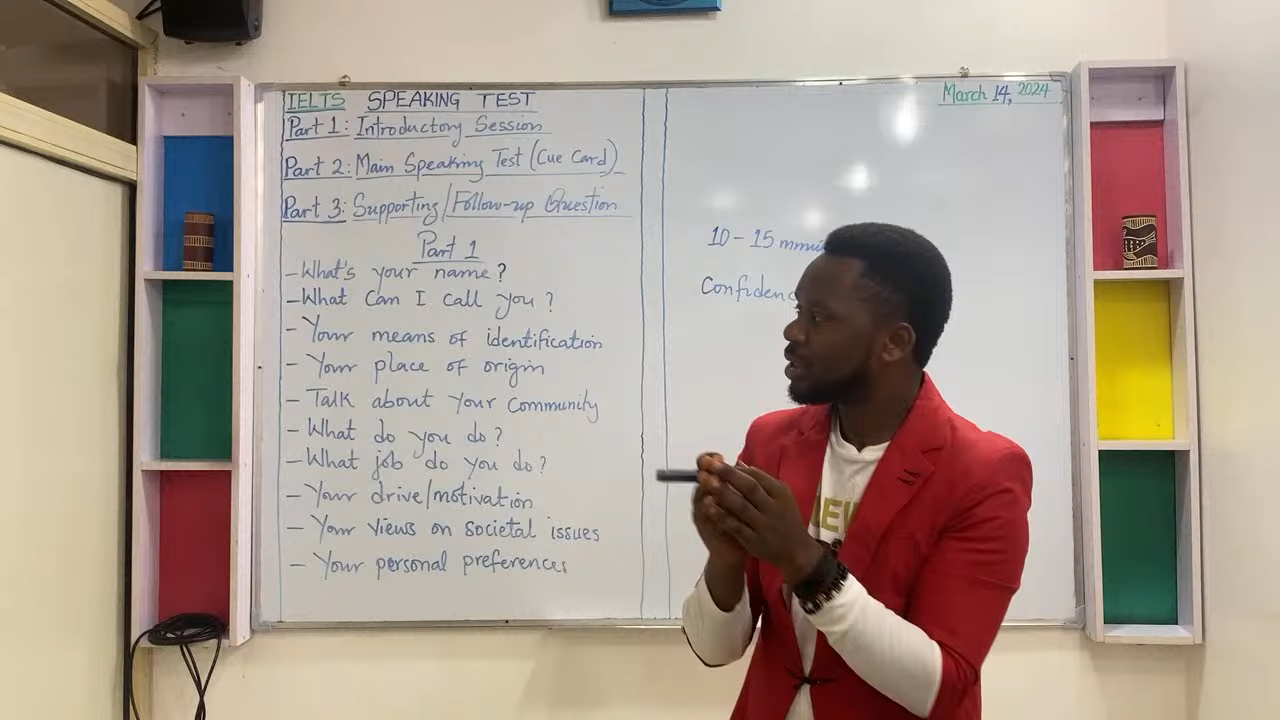 IELTS SPEAKING TEST
Part 1: Introductory Session
Part 2: Main Speaking Test (Cue Card)
Part 3: Supporting/Follow-up Question
Part 1
- What's your name?
- What Can I call you?
- Your means of identification
- Your place of origin
- Talk about your Community
- What do you do?
- What job do you do?
- Your drive/motivation
- Your views on societal issues
- Your personal preferences
March 14, 2024
10 - 15